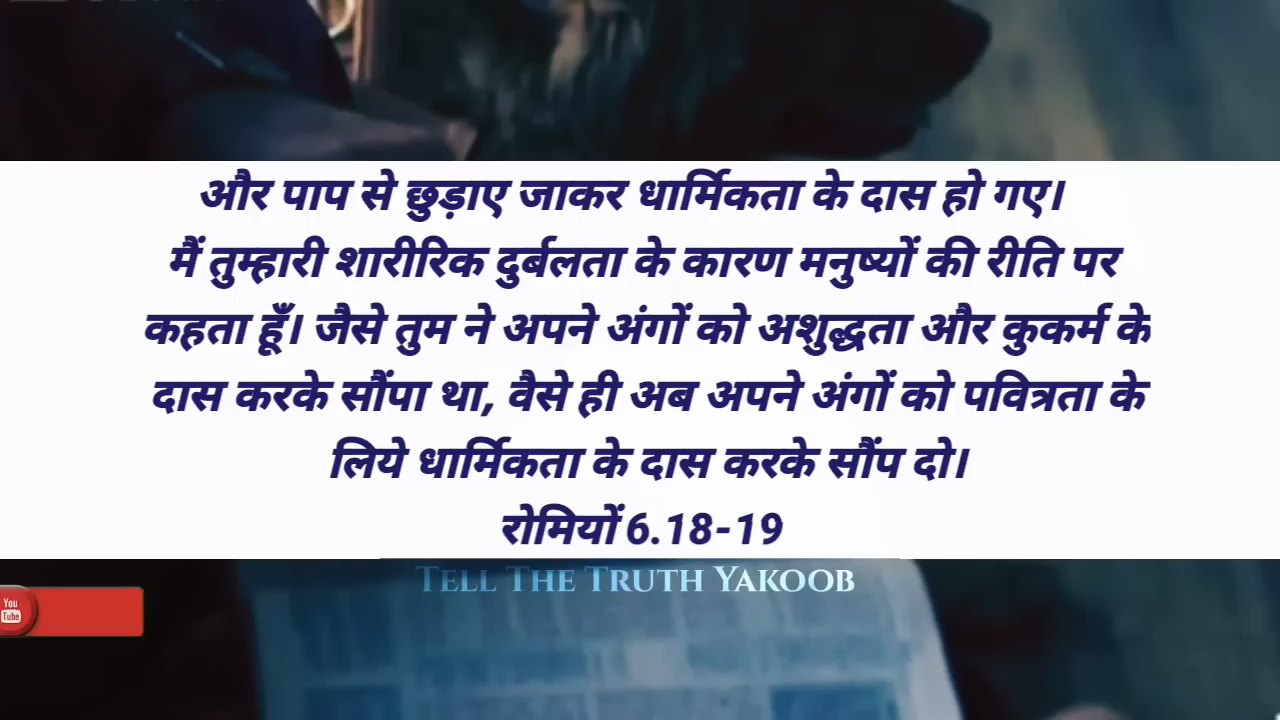 और पाप से छुड़ाए जाकर धार्मिकता के दास हो गए।
मैं तुम्हारी शारीरिक दुर्बलता के कारण मनुष्यों की रीति पर
कहता हूँ। जैसे तुम ने अपने अंगों को अशुद्धता और कुकर्म के
दास करके सौंपा था, वैसे ही अब अपने अंगों को पवित्रता के
लिये धार्मिकता के दास करके सौंप दो।
रोमियों 6.18-19
TELL THE TRUTH YAKOOB
You
Tube